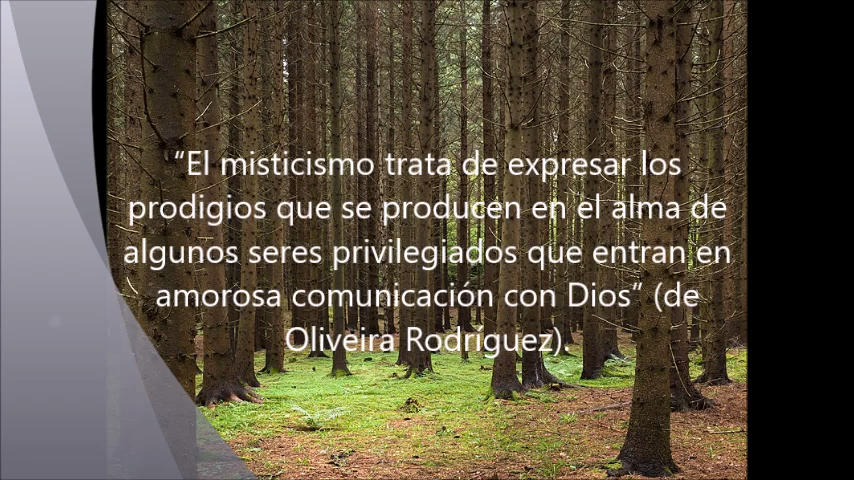 “El misticismo trata de expresar los
prodigios que se producen en el alma de
algunos seres privilegiados que entran en
amorosa comunicación con Dios” (de
Oliveira Rodriguez).